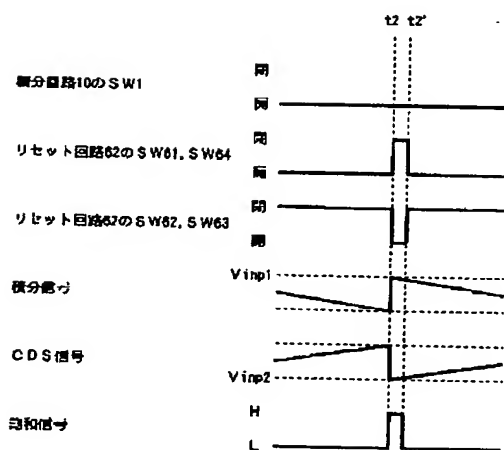 t2 t2'
積分回路10のSW1
閉
開
リセット回路62のSW61,SW64
閉
開
リセット回路62のSW62,SW63
閉
開
積分信号
Vinp1
CDS信号
Vinp2
飽和信号
H
L